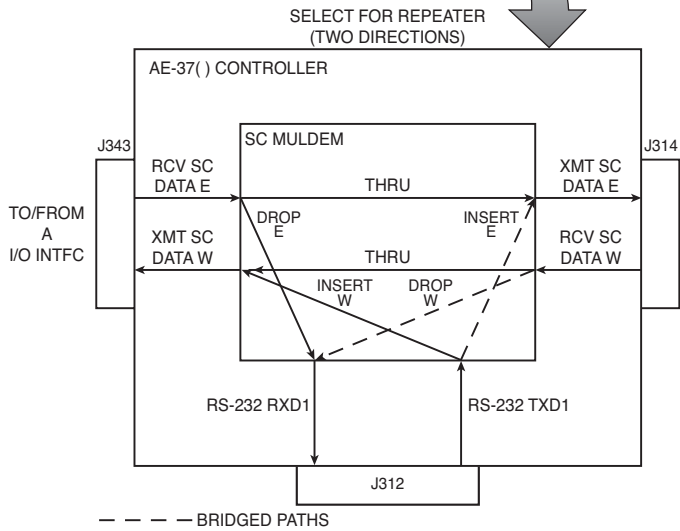 SELECT FOR REPEATER
(TWO DIRECTIONS)
AE-37( ) CONTROLLER
J343
SC MULDEM
J314
RCV SC
DATA E
THRU
XMT SC
DATA E
TO/FROM
A
I/O INTFC
DROP
E
INSERT
E
XMT SC
DATA W
THRU
RCV SC
DATA W
INSERT
W
DROP
W
RS-232 RXD1
RS-232 TXD1
J312
BRIDGED PATHS